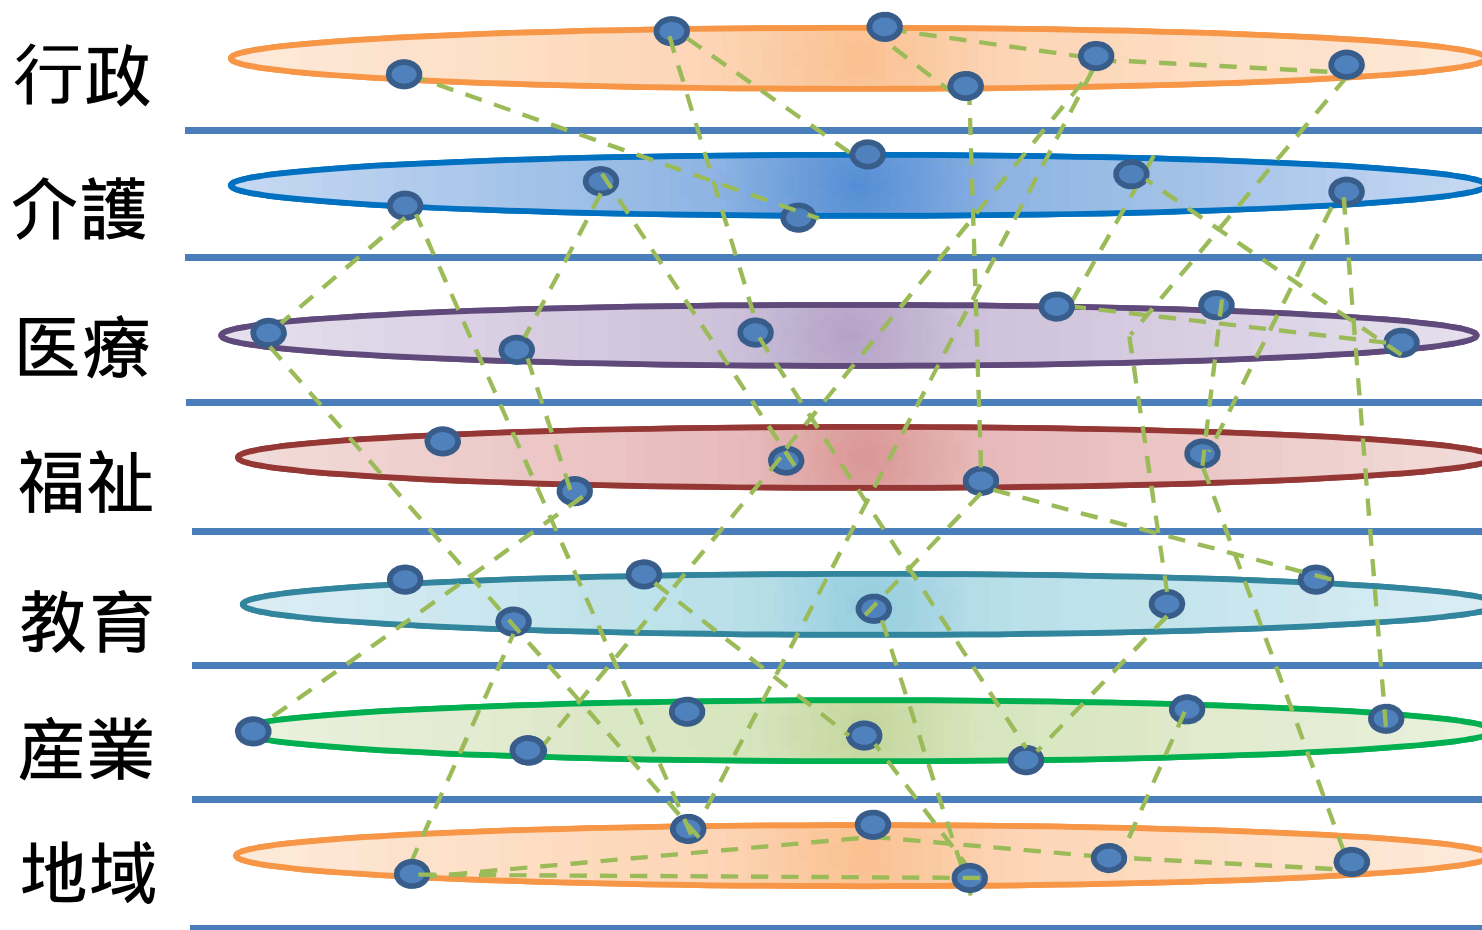 行政
介護
医療
福祉
教育
産業
地域